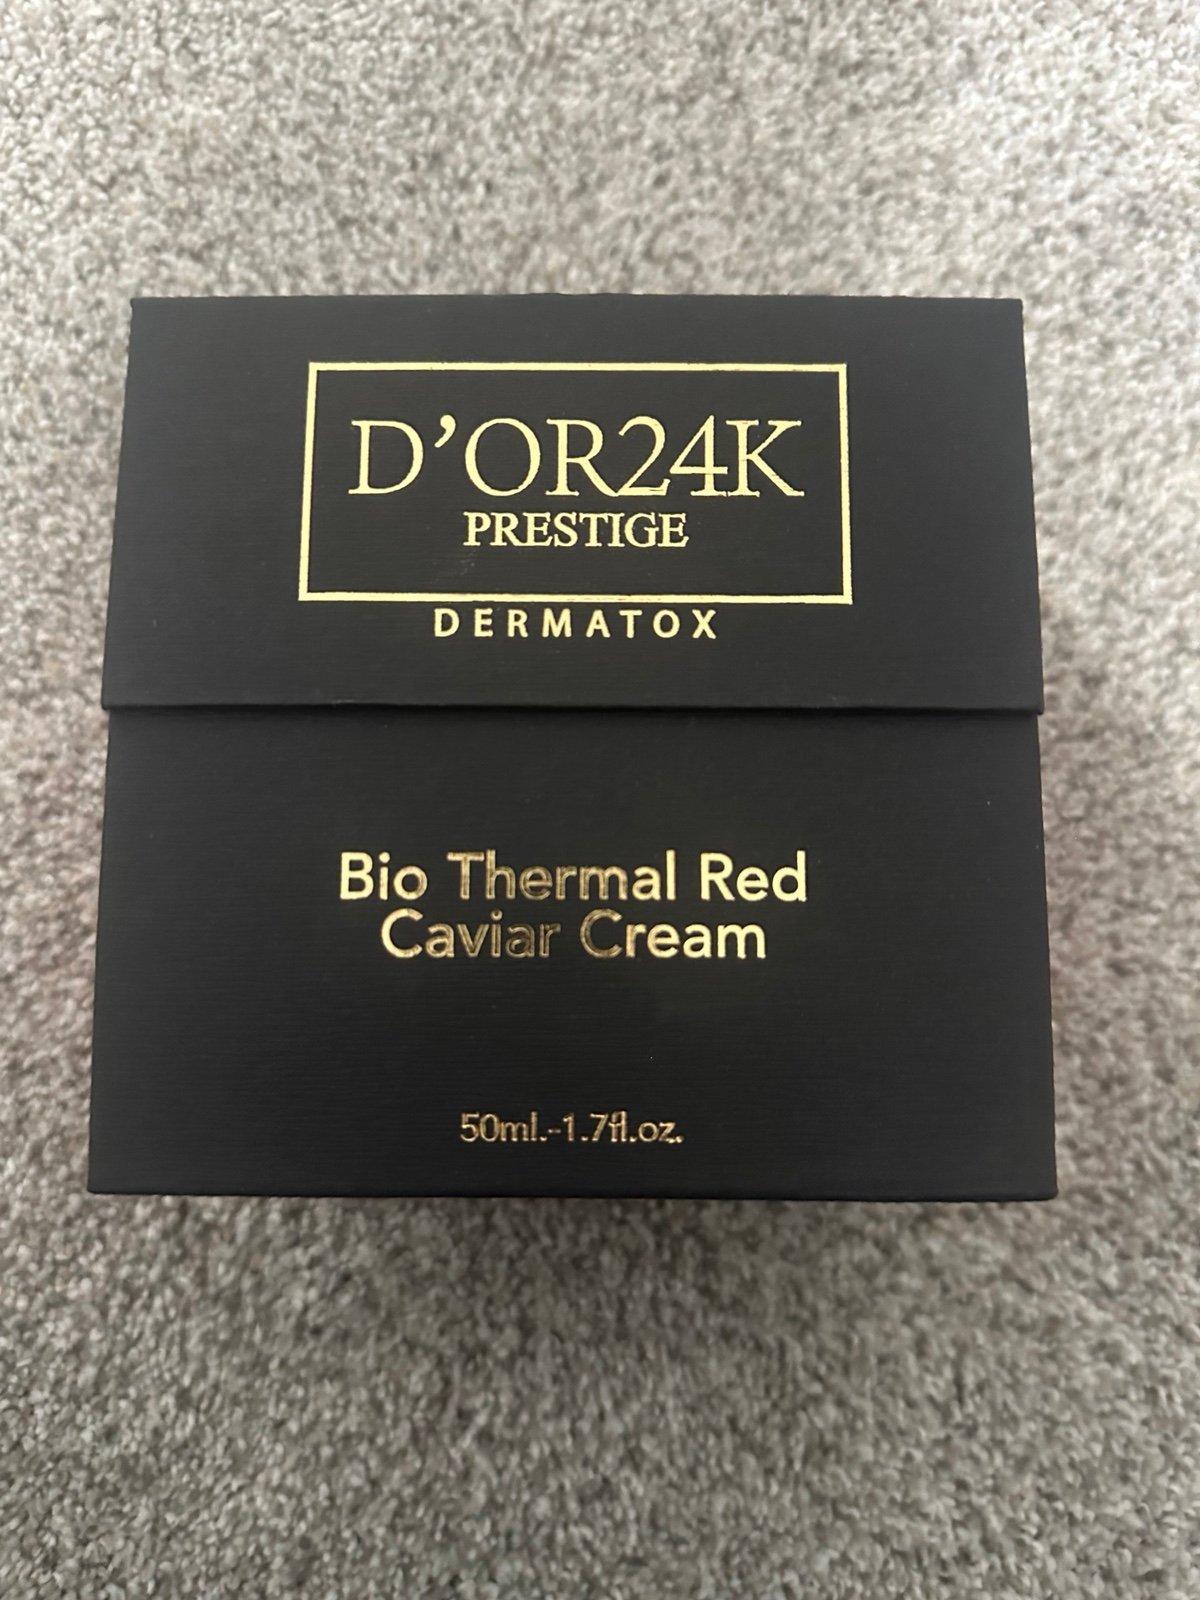 D'OR24K
PRESTIGE
DERMATOX
Bio Thermal Red
Caviar Cream
50ml.-1.7fl.oz.